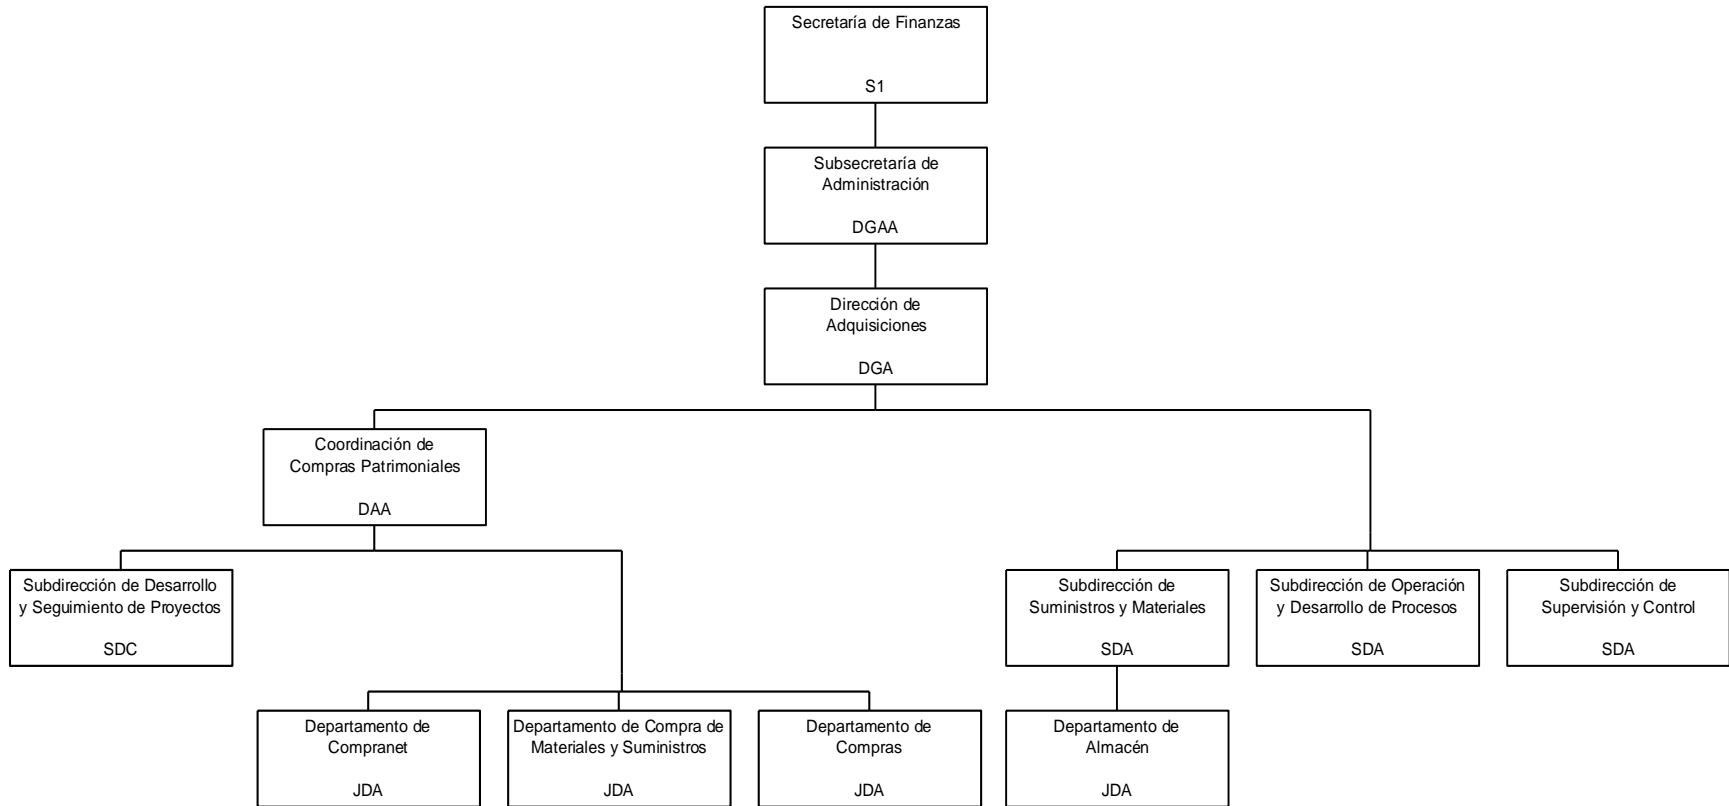 Secretaría de Finanzas
S1
Subsecretaría de
Administración
DGAA
Dirección de
Adquisiciones
DGA
Coordinación de
Compras Patrimoniales
DAA
Subdirección de Desarrollo
y Seguimiento de Proyectos
SDC
Subdirección de
Suministros y Materiales
SDA
Subdirección de Operación
y Desarrollo de Procesos
SDA
Subdirección de
Supervisión y Control
SDA
Departamento de
Compranet
JDA
Departamento de Compra de
Materiales y Suministros
JDA
Departamento de
Compras
JDA
Departamento de
Almacén
JDA